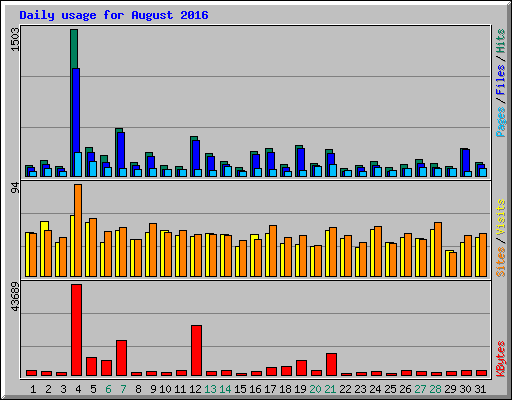 Daily usage for August 2016
1503
Pages / Files / Hits
94
Sites / Visits
43689
KBytes
1 2 3 4 5 6 7 8 9 10 11 12 13 14 15 16 17 18 19 20 21 22 23 24 25 26 27 28 29 30 31